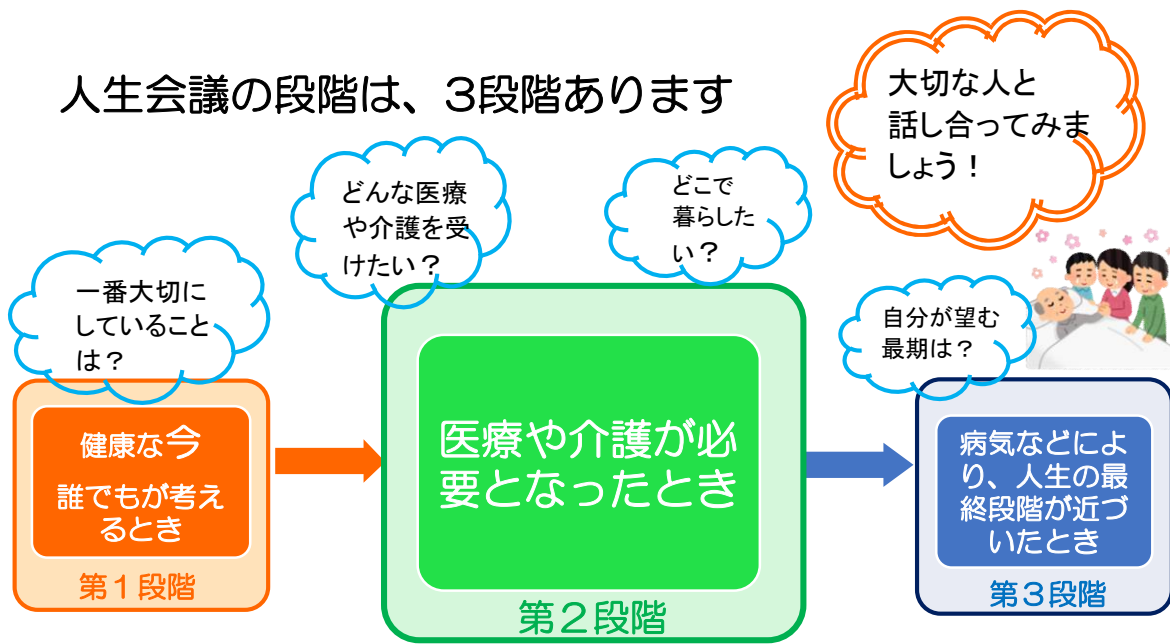 人生会議の段階は、3段階あります
大切な人と
話し合ってみま
しょう！
どんな医療
や介護を受
けたい？
どこで
暮らした
い？
一番大切に
していること
は？
自分が望む
最期は？
健康な今
誰でもが考え
るとき
第１段階
医療や介護が必
要となったとき
第２段階
病気などによ
り、人生の最
終段階が近づ
いたとき
第３段階